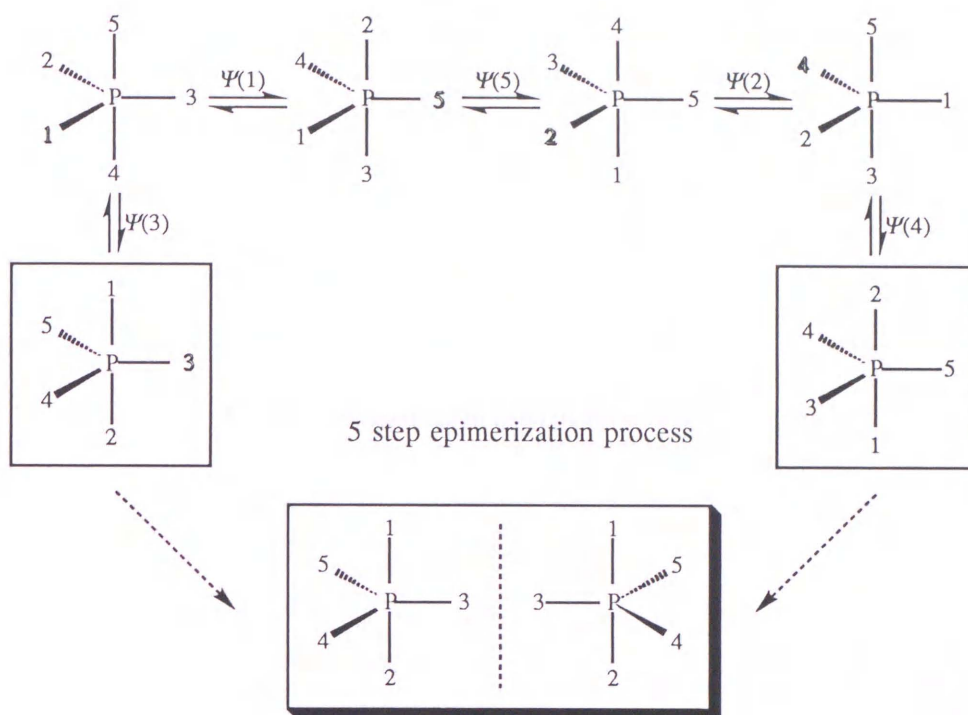 5 2 4 5
2 4 3 4
Ψ(1) Ψ(5) Ψ(2)
P 3 P 5 P 5 P 1
1 1 2 2
4 3 1 3
Ψ(3) Ψ(4)
1 2
5 4
P 3 P 5
4 3
2 1
5 step epimerization process
1 1
5 5
P 3 3 P
4 4
2 2